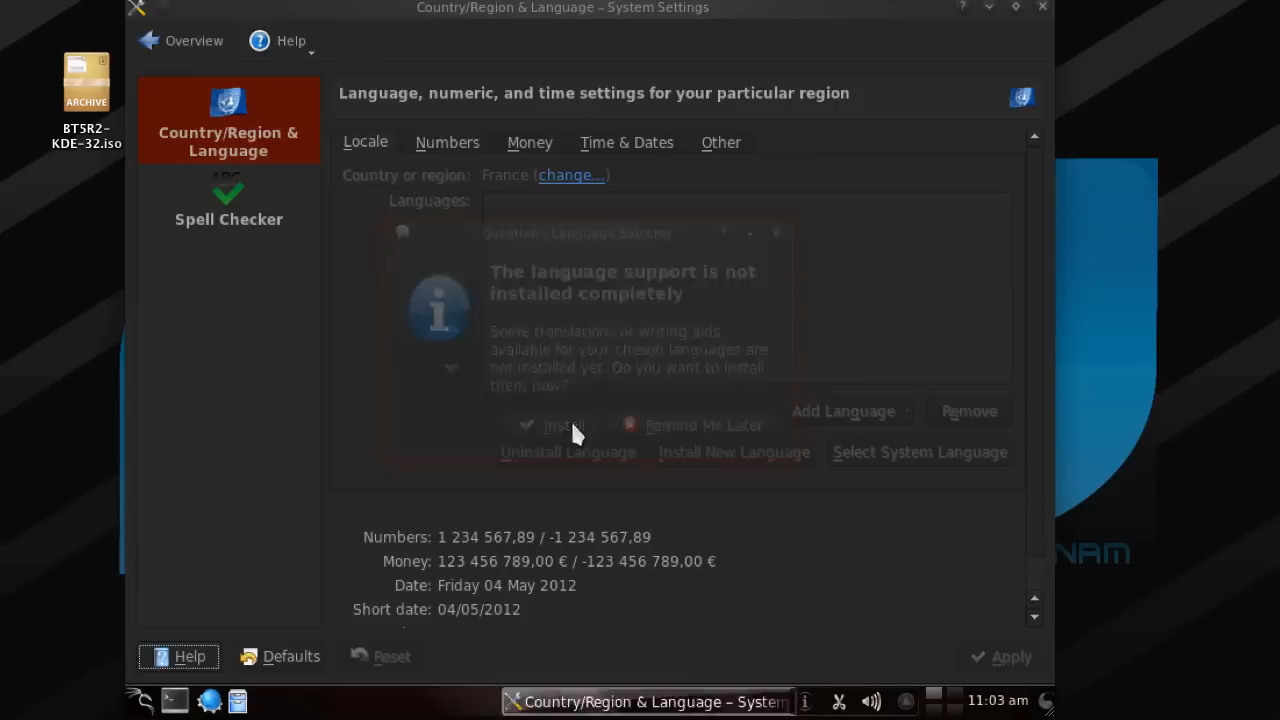 Country/Region & Language – System Settings
Overview
Help
ARCHIVE
BT5R2-
KDE-32.iso
Country/Region &
Language
Spell Checker
Language, numeric, and time settings for your particular region
Locale
Numbers
Money
Time & Dates
Other
Country or region: France (change...)
Languages:
Language
The language support is not
installed completely
Some translations or writing aids
available for your chosen languages are
not installed yet. Do you want to install
them now?
Install
Remind Me Later
Add Language
Remove
Uninstall Language
Install New Language
Select System Language
Numbers: 1 234 567,89 / -1 234 567,89
Money: 123 456 789,00 € / -123 456 789,00 €
Date: Friday 04 May 2012
Short date: 04/05/2012
Help
Defaults
Reset
Apply
NAM
Country/Region & Language – System
11:03 am